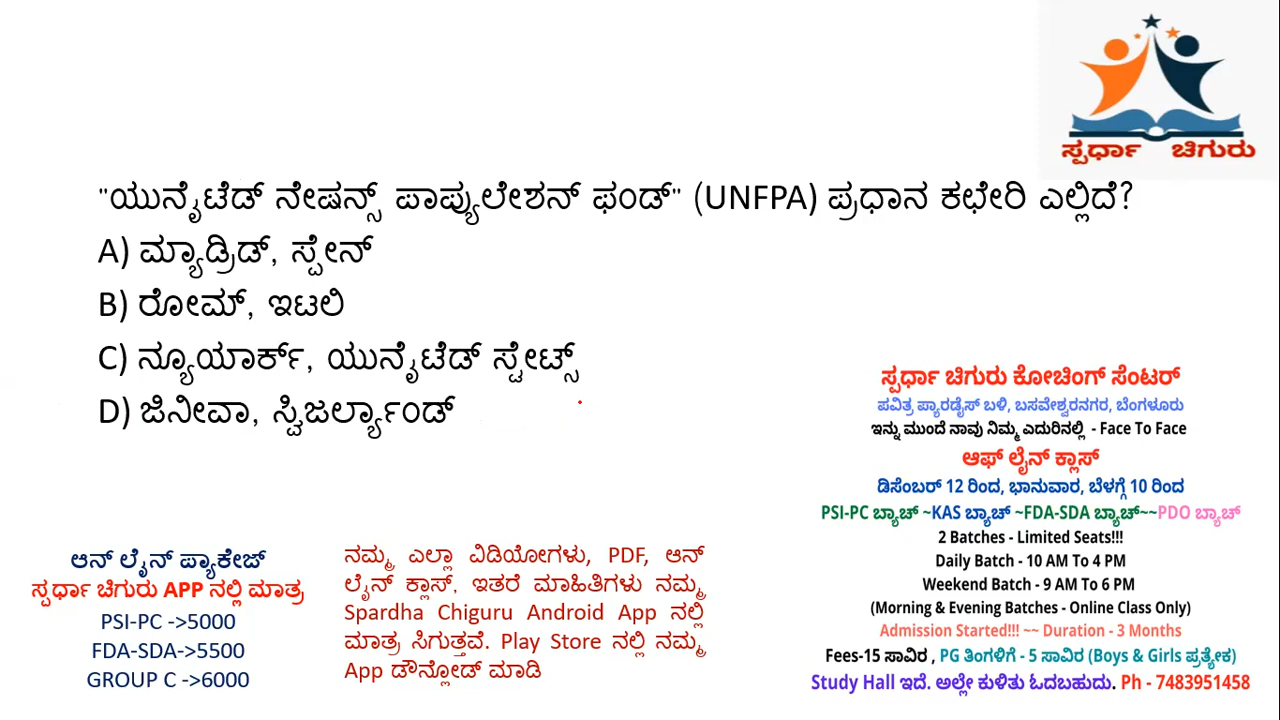 ಸ್ಪರ್ಧಾ ಚಿಗುರು
"ಯುನೈಟೆಡ್ ನೇಷನ್ಸ್ ಪಾಪ್ಯುಲೇಶನ್ ಫಂಡ್" (UNFPA) ಪ್ರಧಾನ ಕಛೇರಿ ಎಲ್ಲಿದೆ?
A) ಮ್ಯಾಡ್ರಿಡ್, ಸ್ಪೇನ್
B) ರೋಮ್, ಇಟಲಿ
C) ನ್ಯೂಯಾರ್ಕ್, ಯುನೈಟೆಡ್ ಸ್ಟೇಟ್ಸ್
D) ಜಿನೀವಾ, ಸ್ವಿಜರ್ಲ್ಯಾಂಡ್
ಆನ್ ಲೈನ್ ಪ್ಯಾಕೇಜ್
ಸ್ಪರ್ಧಾ ಚಿಗುರು APP ನಲ್ಲಿ ಮಾತ್ರ
PSI-PC ->5000
FDA-SDA->5500
GROUP C ->6000
ನಮ್ಮ ಎಲ್ಲಾ ವಿಡಿಯೋಗಳು, PDF, ಆನ್
ಲೈನ್ ಕ್ಲಾಸ್. ಇತರೆ ಮಾಹಿತಿಗಳು ನಮ್ಮ
Spardha Chiguru Android App ನಲ್ಲಿ
ಮಾತ್ರ ಸಿಗುತ್ತವೆ. Play Store ನಲ್ಲಿ ನಮ್ಮ
App ಡೌನ್ಲೋಡ್ ಮಾಡಿ
ಸ್ಪರ್ಧಾ ಚಿಗುರು ಕೋಚಿಂಗ್ ಸೆಂಟರ್
ಪವಿತ್ರ ಪ್ಯಾರಡೈಸ್ ಬಳಿ, ಬಸವೇಶ್ವರನಗರ, ಬೆಂಗಳೂರು
ಇನ್ನು ಮುಂದೆ ನಾವು ನಿಮ್ಮ ಎದುರಿನಲ್ಲಿ - Face To Face
ಆಫ್ ಲೈನ್ ಕ್ಲಾಸ್
ಡಿಸೆಂಬರ್ 12 ರಿಂದ, ಭಾನುವಾರ, ಬೆಳಗ್ಗೆ 10 ರಿಂದ
PSI-PC ಬ್ಯಾಚ್ ~KAS ಬ್ಯಾಚ್ ~FDA-SDA ಬ್ಯಾಚ್~~PDO ಬ್ಯಾಚ್
2 Batches - Limited Seats!!!
Daily Batch - 10 AM To 4 PM
Weekend Batch - 9 AM To 6 PM
(Morning & Evening Batches - Online Class Only)
Admission Started!!! ~~ Duration - 3 Months
Fees-15 ಸಾವಿರ , PG ತಿಂಗಳಿಗೆ - 5 ಸಾವಿರ (Boys & Girls ಪ್ರತ್ಯೇಕ)
Study Hall ಇದೆ. ಅಲ್ಲೇ ಕುಳಿತು ಓದಬಹುದು. Ph - 7483951458